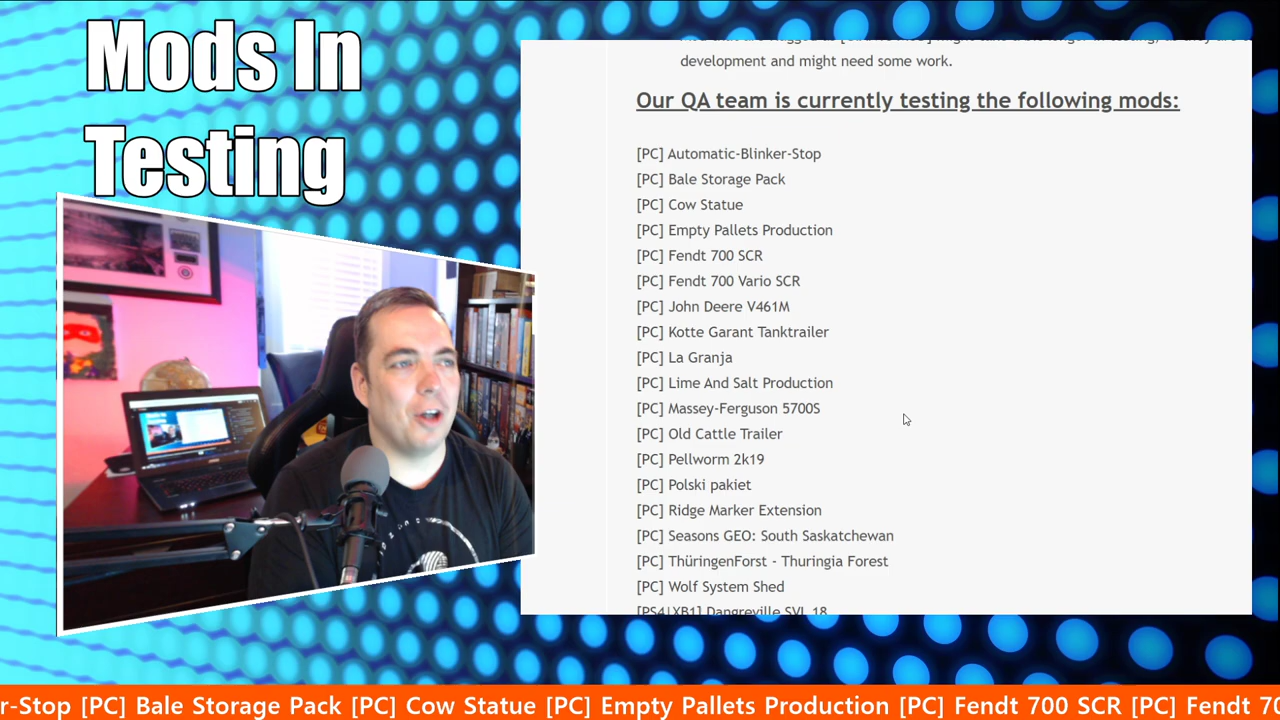 Mods In
Testing
development and might need some work.
Our QA team is currently testing the following mods:
[PC] Automatic-Blinker-Stop
[PC] Bale Storage Pack
[PC] Cow Statue
[PC] Empty Pallets Production
[PC] Fendt 700 SCR
[PC] Fendt 700 Vario SCR
[PC] John Deere V461M
[PC] Kotte Garant Tanktrailer
[PC] La Granja
[PC] Lime And Salt Production
[PC] Massey-Ferguson 5700S
[PC] Old Cattle Trailer
[PC] Pellworm 2k19
[PC] Polski pakiet
[PC] Ridge Marker Extension
[PC] Seasons GEO: South Saskatchewan
[PC] ThüringenForst - Thuringia Forest
[PC] Wolf System Shed
[PS4|XB1] Dangreville SVL 18
r-Stop [PC] Bale Storage Pack [PC] Cow Statue [PC] Empty Pallets Production [PC] Fendt 700 SCR [PC] Fendt 70